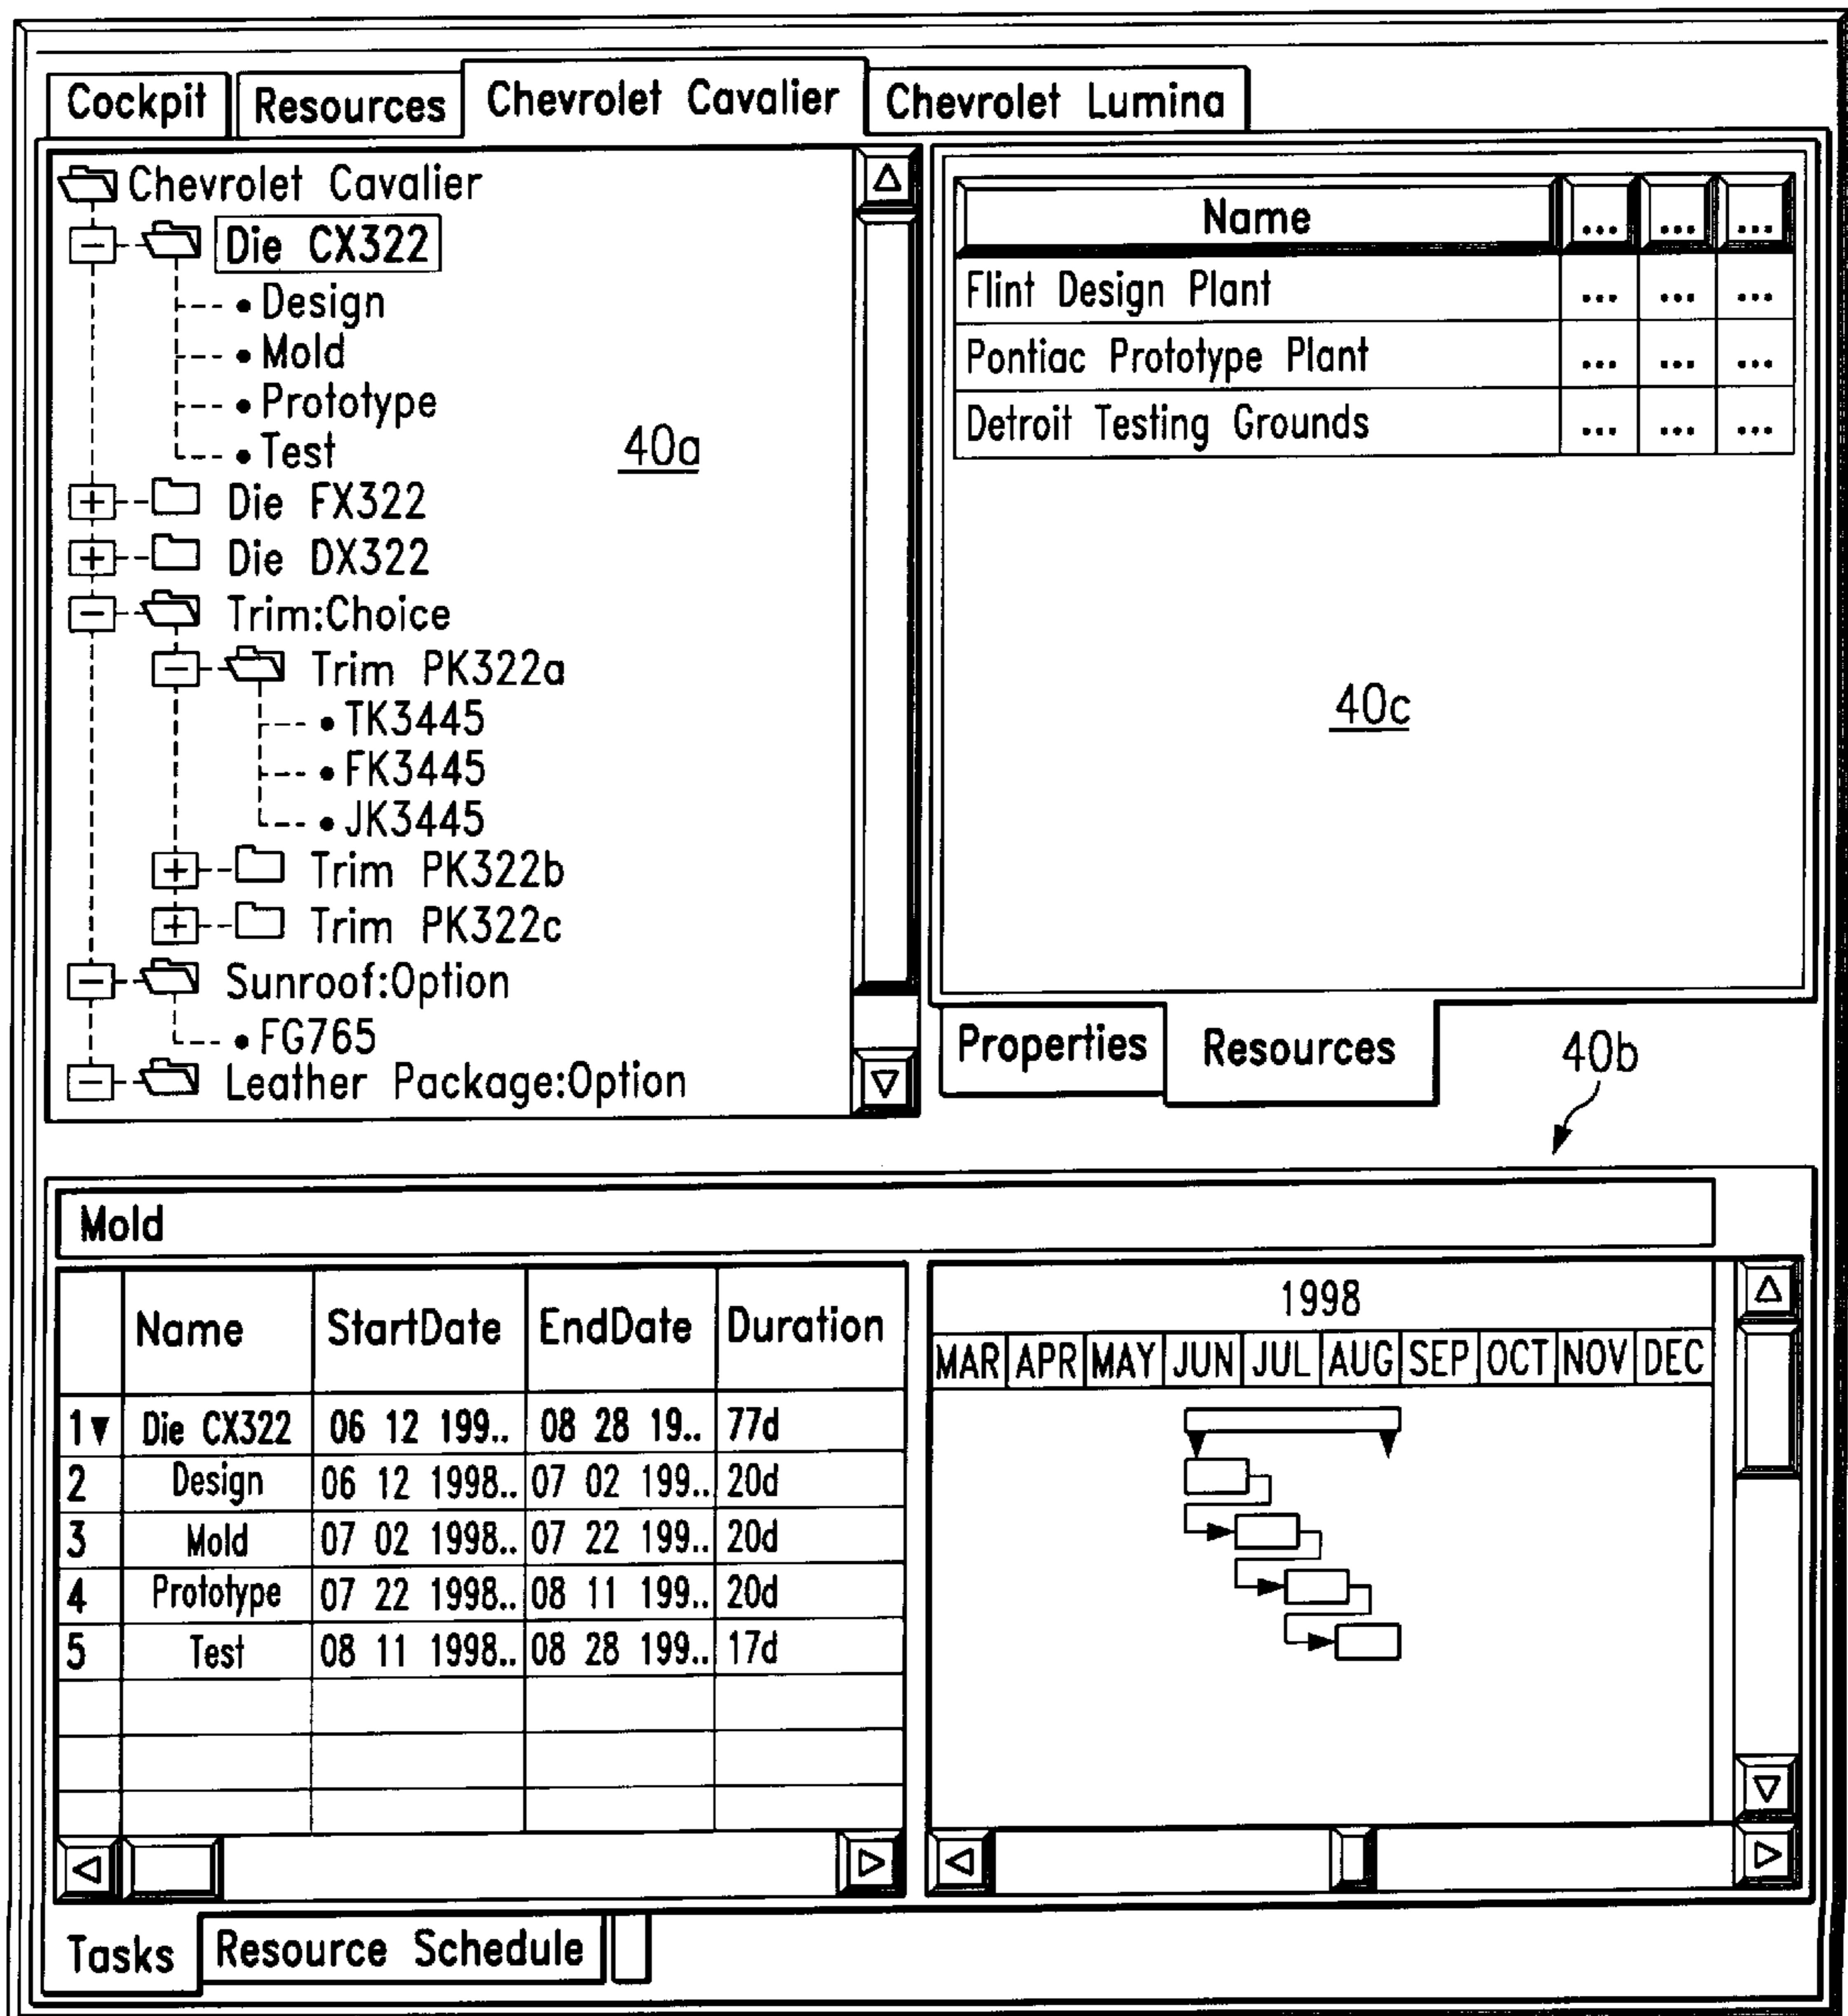 Cockpit Resources Chevrolet Cavalier Chevrolet Lumina
Chevrolet Cavalier
Die CX322
• Design
• Mold
• Prototype
• Test
40a
Die FX322
Die DX322
Trim:Choice
Trim PK322a
• TK3445
• FK3445
• JK3445
Trim PK322b
Trim PK322c
Sunroof:Option
• FG765
Leather Package:Option
Name ... ... ...
Flint Design Plant ... ... ...
Pontiac Prototype Plant ... ... ...
Detroit Testing Grounds ... ... ...
40c
Properties Resources
40b
Mold
Name StartDate EndDate Duration
1 Die CX322 06 12 199.. 08 28 19.. 77d
2 Design 06 12 1998.. 07 02 199.. 20d
3 Mold 07 02 1998.. 07 22 199.. 20d
4 Prototype 07 22 1998.. 08 11 199.. 20d
5 Test 08 11 1998.. 08 28 199.. 17d
1998
MAR APR MAY JUN JUL AUG SEP OCT NOV DEC
Tasks Resource Schedule